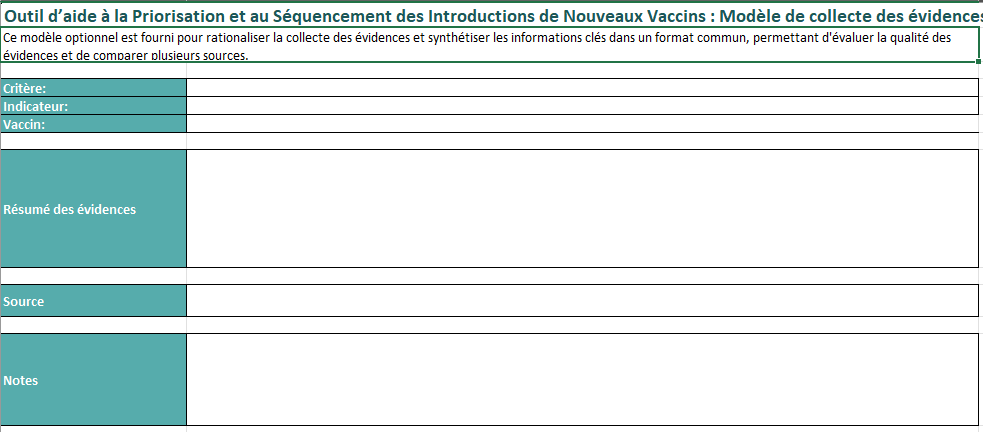 Outil d’aide à la Priorisation et au Séquencement des Introductions de Nouveaux Vaccins : Modèle de collecte des évidences
Ce modèle optionnel est fourni pour rationaliser la collecte des évidences et synthétiser les informations clés dans un format commun, permettant d'évaluer la qualité des
évidences et de comparer plusieurs sources.
Critère:
Indicateur:
Vaccin:
Résumé des évidences
Source
Notes